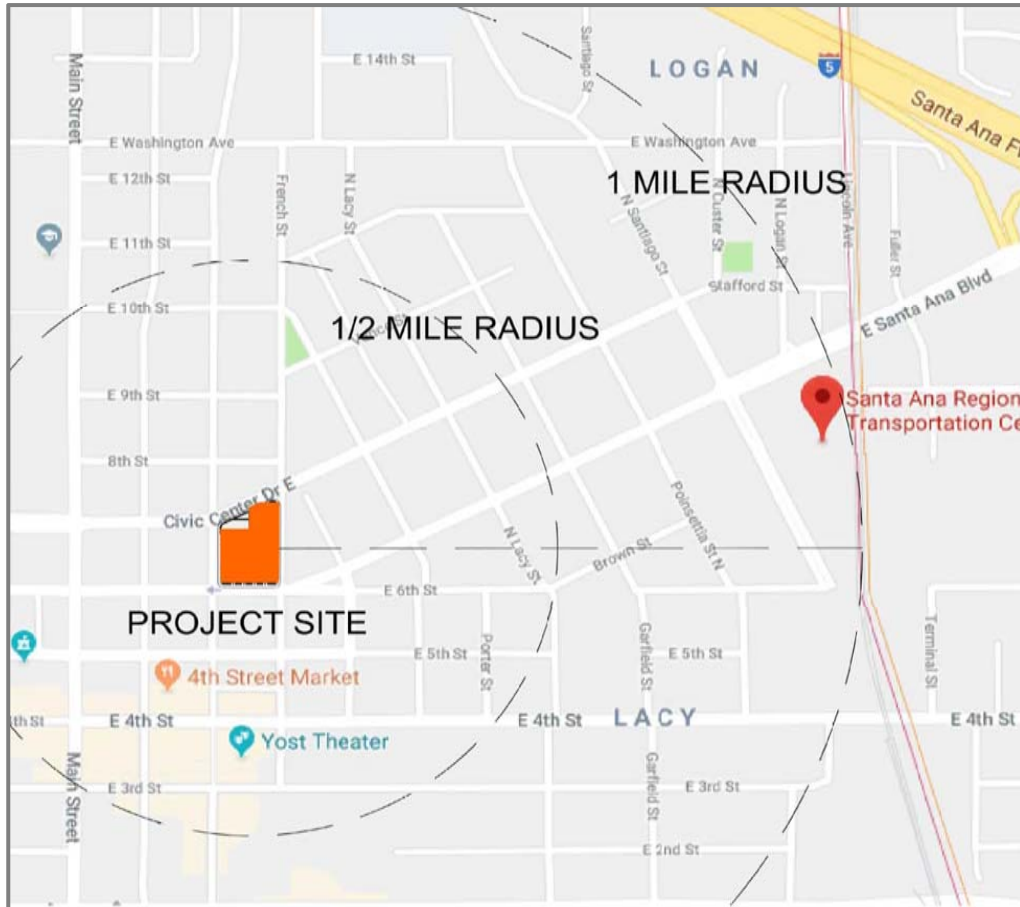 Main Street
E 14th St
Santiago St
LOGAN
5
Santa Ana F
E Washington Ave
E Washington Ave
E 12th St
French St
N Lacy St
1 MILE RADIUS
N Santiago St
N Custer St
N Logan St
Lincoln Ave
Fuller St
E 11th St
E 10th St
Stafford St
E Santa Ana Blvd
1/2 MILE RADIUS
E 9th St
Santa Ana Region
Transportation Ce
8th St
Civic Center Dr E
Poinsettia St N
N Lacy St
Brown St
E 6th St
PROJECT SITE
Porter St
Garfield St
Terminal St
E 5th St
E 5th St
4th Street Market
th St
E 4th St
E 4th St
LACY
E 4th St
Yost Theater
Main Street
Garfield St
E 3rd St
E 3rd St
E 2nd St